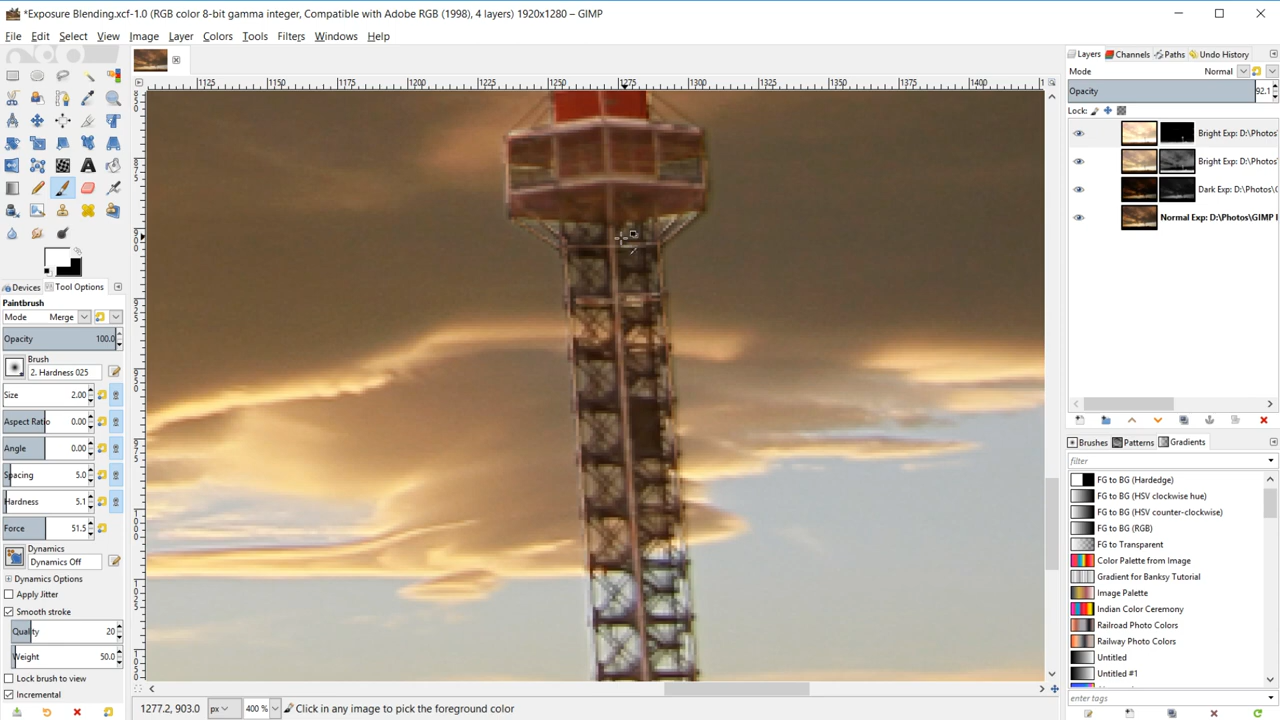 *Exposure Blending.xcf-1.0 (RGB color 8-bit gamma integer, Compatible with Adobe RGB (1998), 4 layers) 1920x1280 – GIMP
File Edit Select View Image Layer Colors Tools Filters Windows Help
Layers Channels Paths Undo History
Mode Normal
Opacity 92.1
Lock:
Bright Exp: D:\Photos
Bright Exp: D:\Photos
Dark Exp: D:\Photos\
Normal Exp: D:\Photos\GIMP
1125 1150 1175 1200 1225 1250 1275 1300 1325 1350 1375 1400
Devices Tool Options
Paintbrush
Mode Merge
Opacity 100.0
Brush
2. Hardness 025
Size 2.00
Aspect Ratio 0.00
Angle 0.00
Spacing 5.0
Hardness 5.1
Force 51.5
Dynamics
Dynamics Off
Dynamics Options
Apply Jitter
Smooth stroke
Quality 20
Weight 50.0
Lock brush to view
Incremental
Brushes Patterns Gradients
filter
FG to BG (Hardedge)
FG to BG (HSV clockwise hue)
FG to BG (HSV counter-clockwise)
FG to BG (RGB)
FG to Transparent
Color Palette from Image
Gradient for Banksy Tutorial
Image Palette
Indian Color Ceremony
Railroad Photo Colors
Railway Photo Colors
Untitled
Untitled #1
enter tags
1277.2, 903.0 px 400 % Click in any image to pick the foreground color